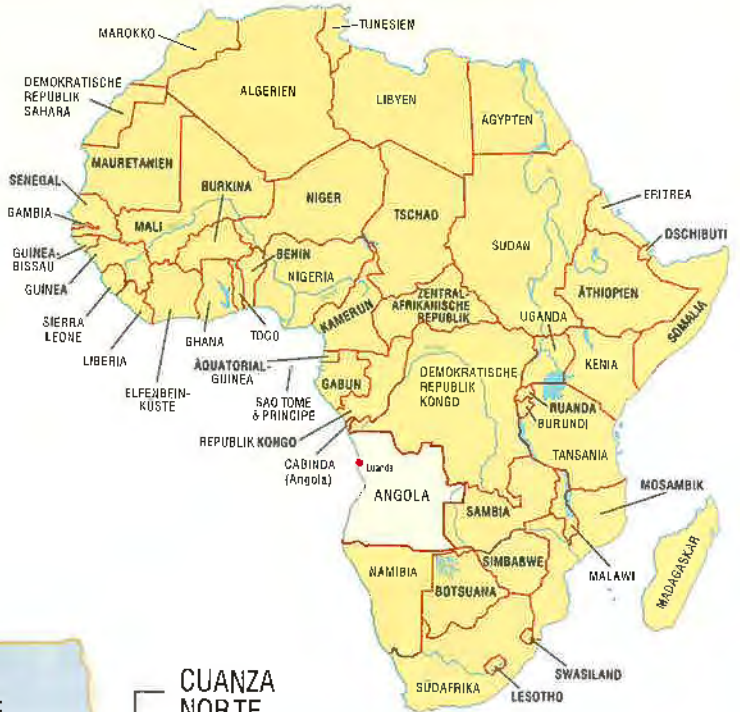 MAROKKO
TUNESIEN
DEMOKRATISCHE
REPUBLIK
SAHARA
ALGERIEN
LIBYEN
ÄGYPTEN
MAURETANIEN
SENEGAL
BURKINA
NIGER
TSCHAD
ERITREA
GAMBIA
MALI
SUDAN
DSCHIBUTI
GUINEA-
BISSAU
BEHIN
NIGERIA
GUINEA
ZENTRAL-
AFRIKANISCHE
REPUBLIK
ÄTHIOPIEN
SOMALIA
SIERRA
LEONE
KAMERUN
UGANDA
GHANA
TOGO
LIBERIA
ÄQUATORIAL-
GUINEA
KENIA
ELFENBEIN-
KÜSTE
GABUN
DEMOKRATISCHE
REPUBLIK
KONGO
SAO TOME
& PRINCIPE
RUANDA
BURUNDI
REPUBLIK KONGO
TANSANIA
CABINDA
(Angola)
Luanda
ANGOLA
MOSAMBIK
SAMBIA
MALAWI
MADAGASKAR
SIMBABWE
NAMIBIA
BOTSUANA
SWASILAND
SÜDAFRIKA
LESOTHO
CUANZA
NORTE